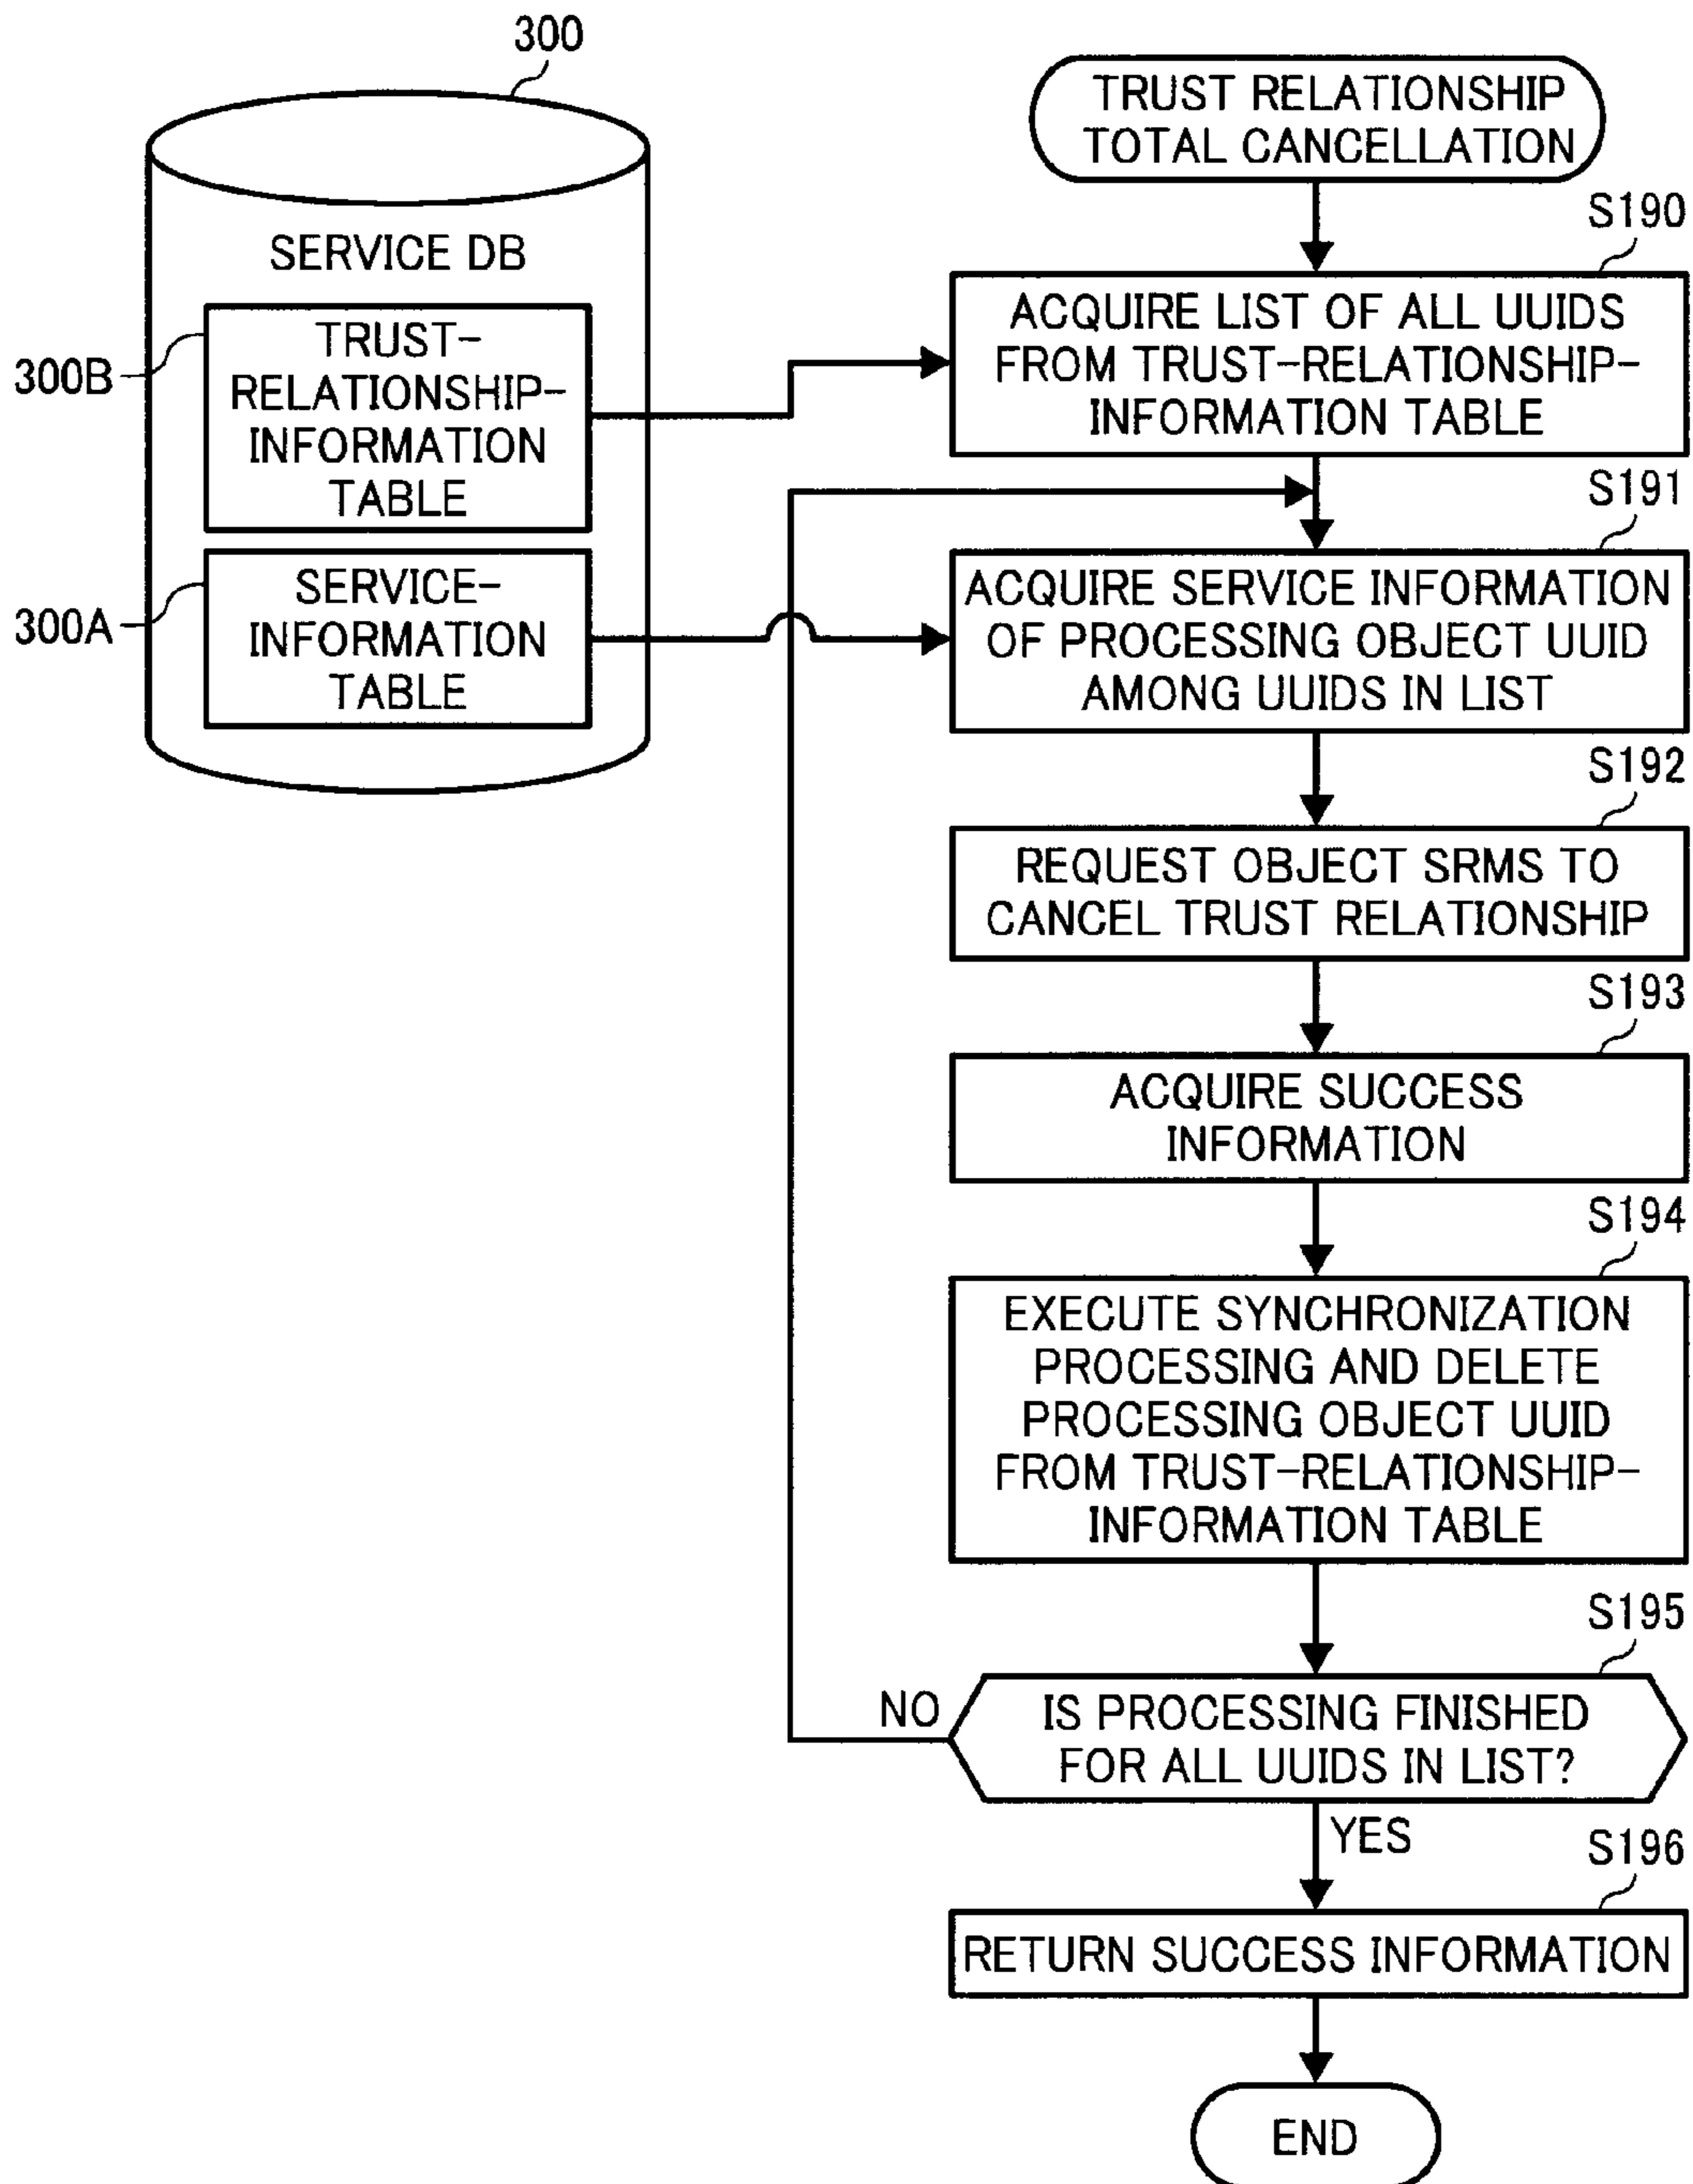 300
SERVICE DB
300B
TRUST-
RELATIONSHIP-
INFORMATION
TABLE
300A
SERVICE-
INFORMATION
TABLE
TRUST RELATIONSHIP
TOTAL CANCELLATION
S190
ACQUIRE LIST OF ALL UUIDS
FROM TRUST-RELATIONSHIP-
INFORMATION TABLE
S191
ACQUIRE SERVICE INFORMATION
OF PROCESSING OBJECT UUID
AMONG UUIDS IN LIST
S192
REQUEST OBJECT SRMS TO
CANCEL TRUST RELATIONSHIP
S193
ACQUIRE SUCCESS
INFORMATION
S194
EXECUTE SYNCHRONIZATION
PROCESSING AND DELETE
PROCESSING OBJECT UUID
FROM TRUST-RELATIONSHIP-
INFORMATION TABLE
S195
NO
IS PROCESSING FINISHED
FOR ALL UUIDS IN LIST?
YES
S196
RETURN SUCCESS INFORMATION
END